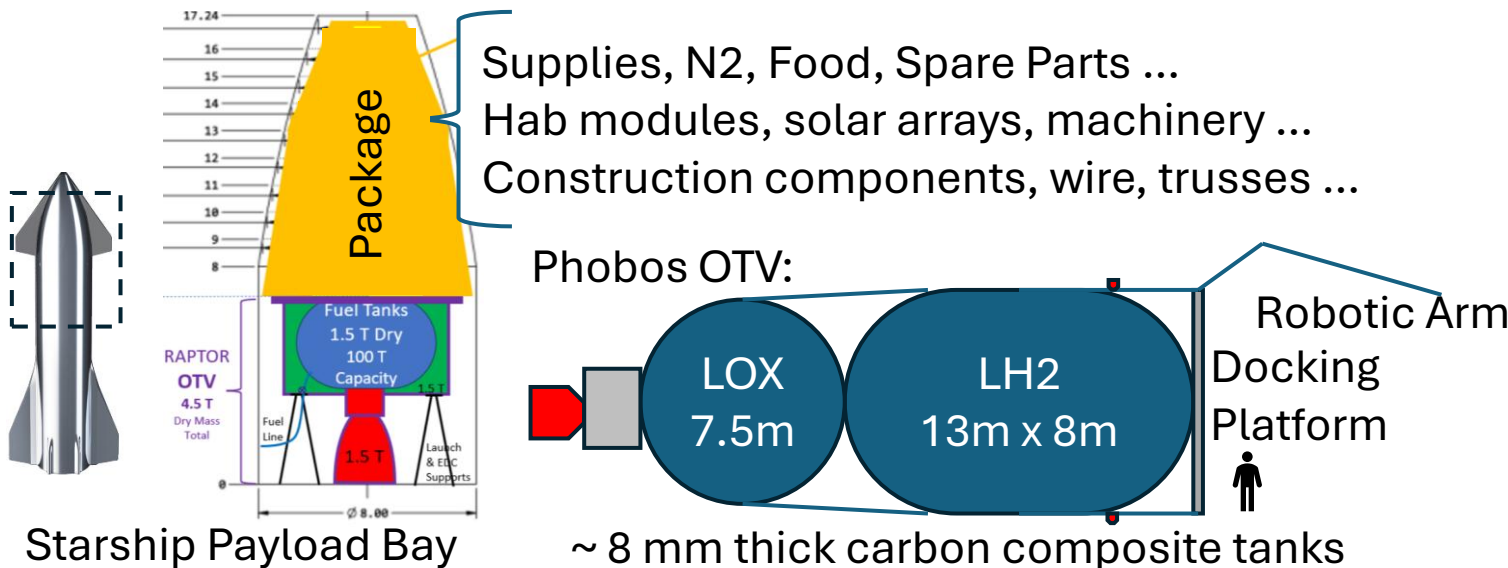 17.24
16
15
14
13
12
11
10
9
8
0
Ø 8.00
Package
Supplies, N2, Food, Spare Parts ...
Hab modules, solar arrays, machinery ...
Construction components, wire, trusses ...
RAPTOR
OTV
4.5 T
Dry Mass
Total
Fuel Tanks
1.5 T Dry
100 T
Capacity
1.5 T
Fuel
Line
1.5 T
Launch
& EDC
Supports
Starship Payload Bay
Phobos OTV:
LOX
7.5m
LH2
13m x 8m
Robotic Arm
Docking
Platform
~ 8 mm thick carbon composite tanks